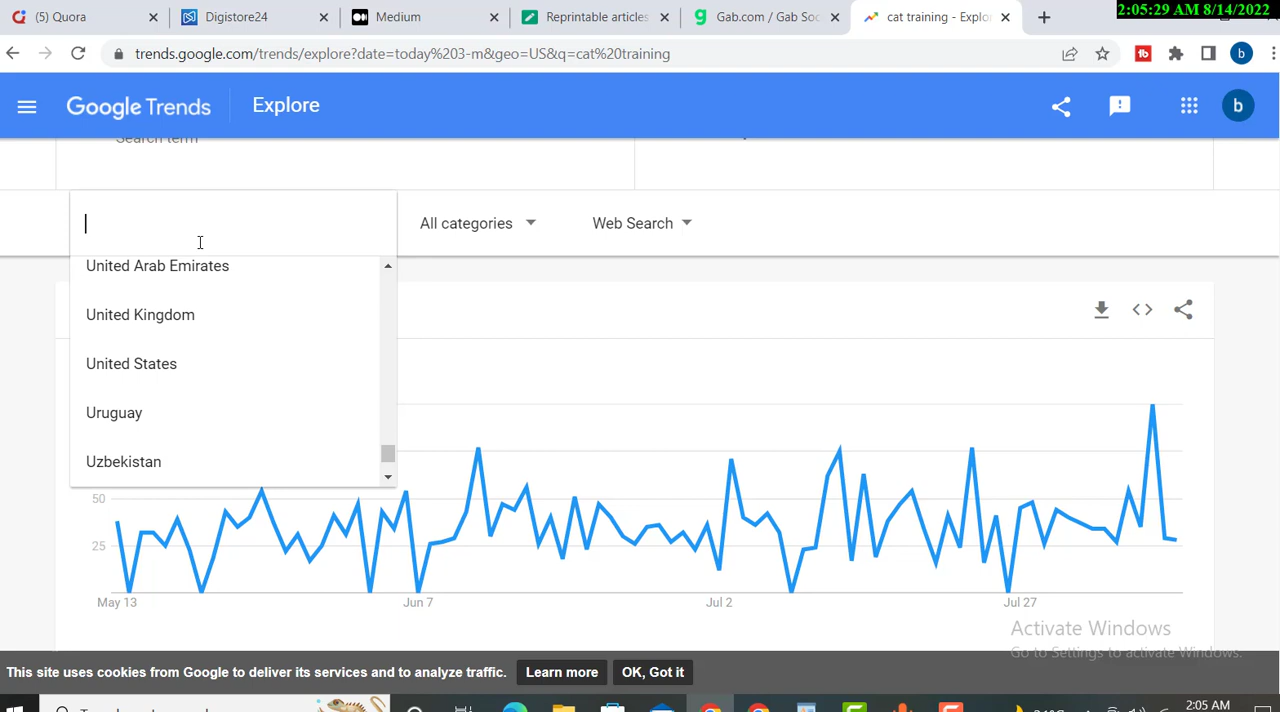 2:05:29 AM 8/14/2022
(5) Quora
Digistore24
Medium
Reprintable articles
Gab.com / Gab Soc
cat training - Explo
trends.google.com/trends/explore?date=today%203-m&geo=US&q=cat%20training
Google Trends
Explore
Search term
All categories
Web Search
United Arab Emirates
United Kingdom
United States
Uruguay
Uzbekistan
50
25
May 13
Jun 7
Jul 2
Jul 27
Activate Windows
Go to Settings to activate Windows.
This site uses cookies from Google to deliver its services and to analyze traffic.
Learn more
OK, Got it
2:05 AM